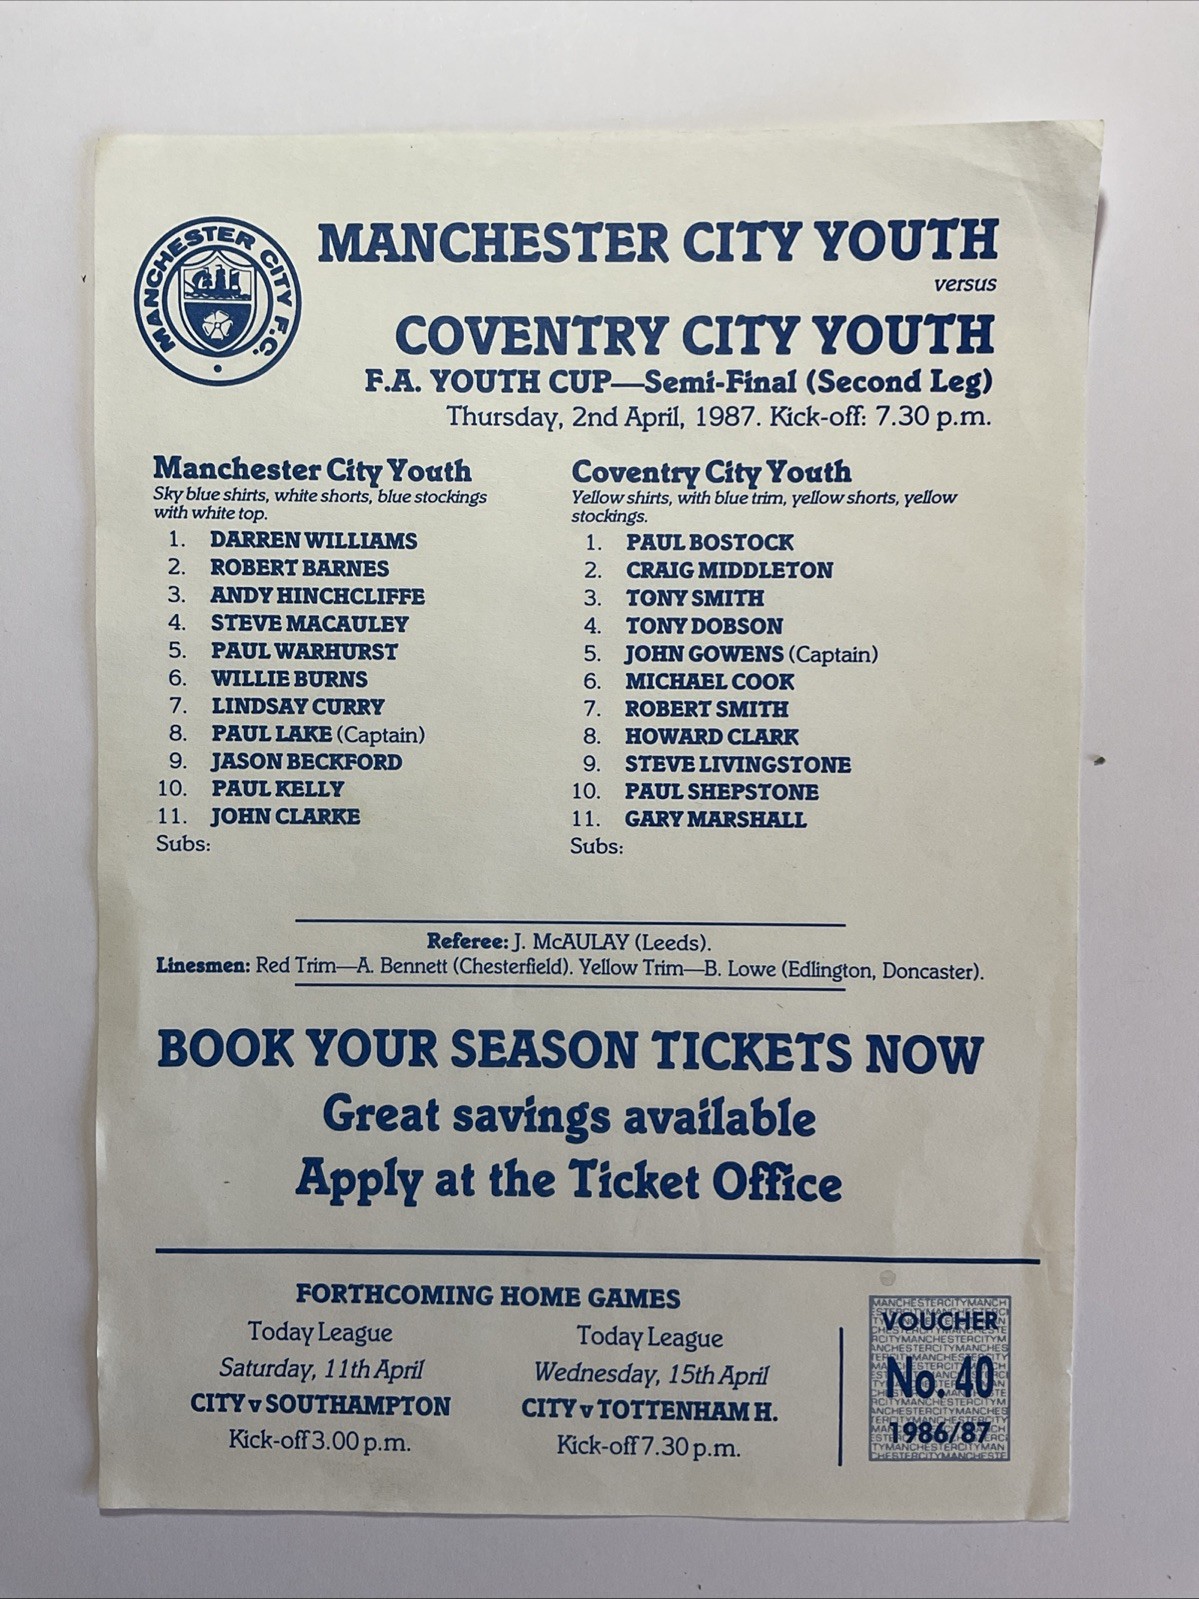 MANCHESTER CITY F.C.
MANCHESTER CITY YOUTH
versus
COVENTRY CITY YOUTH
F.A. YOUTH CUP—Semi-Final (Second Leg)
Thursday, 2nd April, 1987. Kick-off: 7.30 p.m.
Manchester City Youth
Sky blue shirts, white shorts, blue stockings
with white top.
1. DARREN WILLIAMS
2. ROBERT BARNES
3. ANDY HINCHCLIFFE
4. STEVE MACAULEY
5. PAUL WARHURST
6. WILLIE BURNS
7. LINDSAY CURRY
8. PAUL LAKE (Captain)
9. JASON BECKFORD
10. PAUL KELLY
11. JOHN CLARKE
Subs:
Coventry City Youth
Yellow shirts, with blue trim, yellow shorts, yellow
stockings.
1. PAUL BOSTOCK
2. CRAIG MIDDLETON
3. TONY SMITH
4. TONY DOBSON
5. JOHN GOWENS (Captain)
6. MICHAEL COOK
7. ROBERT SMITH
8. HOWARD CLARK
9. STEVE LIVINGSTONE
10. PAUL SHEPSTONE
11. GARY MARSHALL
Subs:
Referee: J. McAULAY (Leeds).
Linesmen: Red Trim—A. Bennett (Chesterfield). Yellow Trim—B. Lowe (Edlington, Doncaster).
BOOK YOUR SEASON TICKETS NOW
Great savings available
Apply at the Ticket Office
FORTHCOMING HOME GAMES
Today League
Saturday, 11th April
CITY v SOUTHAMPTON
Kick-off 3.00 p.m.
Today League
Wednesday, 15th April
CITY v TOTTENHAM H.
Kick-off 7.30 p.m.
VOUCHER
No. 40
1986/87